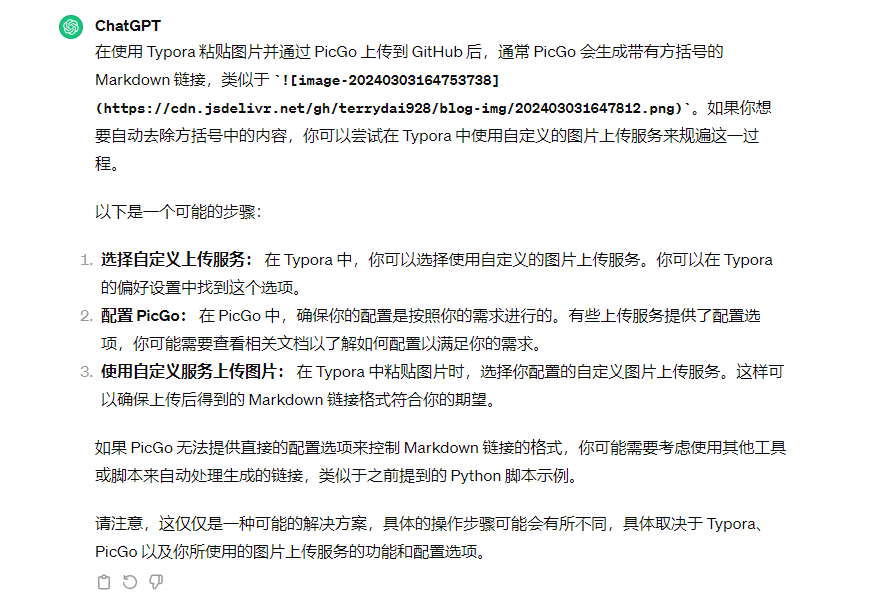 ChatGPT
在使用 Typora 粘贴图片并通过 PicGo 上传到 GitHub 后，通常 PicGo 会生成带有方括号的
Markdown 链接，类似于 `![image-20240303164753738]
(https://cdn.jsdelivr.net/gh/terrydai928/blog-img/202403031647812.png)`。如果你想
要自动去除方括号中的内容，你可以尝试在 Typora 中使用自定义的图片上传服务来规遍这一过
程。
以下是一个可能的步骤：
1. 选择自定义上传服务： 在 Typora 中，你可以选择使用自定义的图片上传服务。你可以在 Typora
的偏好设置中找到这个选项。
2. 配置 PicGo： 在 PicGo 中，确保你的配置是按照你的需求进行的。有些上传服务提供了配置选
项，你可能需要查看相关文档以了解如何配置以满足你的需求。
3. 使用自定义服务上传图片： 在 Typora 中粘贴图片时，选择你配置的自定义图片上传服务。这样可
以确保上传后得到的 Markdown 链接格式符合你的期望。
如果 PicGo 无法提供直接的配置选项来控制 Markdown 链接的格式，你可能需要考虑使用其他工具
或脚本来自动处理生成的链接，类似于之前提到的 Python 脚本示例。
请注意，这仅仅是一种可能的解决方案，具体的操作步骤可能会有所不同，具体取决于 Typora、
PicGo 以及你所使用的图片上传服务的功能和配置选项。